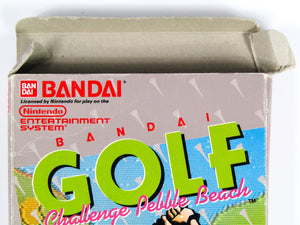 BAN
DAI
BANDAI
Licensed by Nintendo for play on the
Nintendo
ENTERTAINMENT
SYSTEM
BANDAI
GOLF
Challenge Pebble Beach